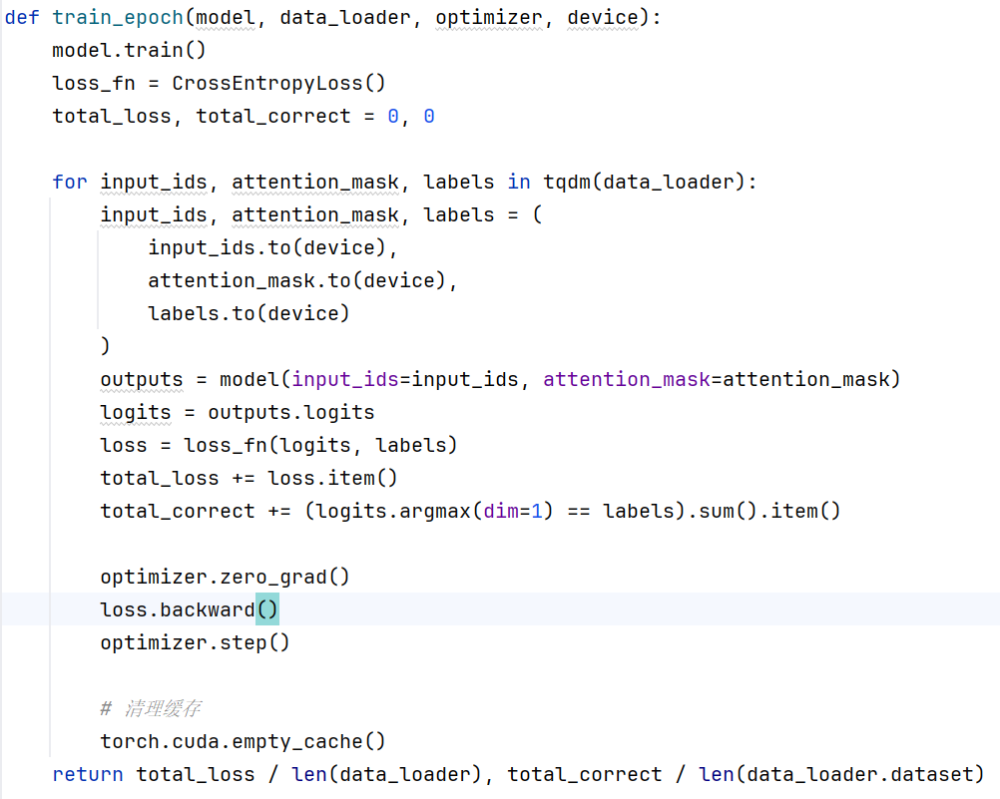 def train_epoch(model, data_loader, optimizer, device):
    model.train()
    loss_fn = CrossEntropyLoss()
    total_loss, total_correct = 0, 0

    for input_ids, attention_mask, labels in tqdm(data_loader):
        input_ids, attention_mask, labels = (
            input_ids.to(device),
            attention_mask.to(device),
            labels.to(device)
        )
        outputs = model(input_ids=input_ids, attention_mask=attention_mask)
        logits = outputs.logits
        loss = loss_fn(logits, labels)
        total_loss += loss.item()
        total_correct += (logits.argmax(dim=1) == labels).sum().item()

        optimizer.zero_grad()
        loss.backward()
        optimizer.step()

        # 清理缓存
        torch.cuda.empty_cache()
    return total_loss / len(data_loader), total_correct / len(data_loader.dataset)